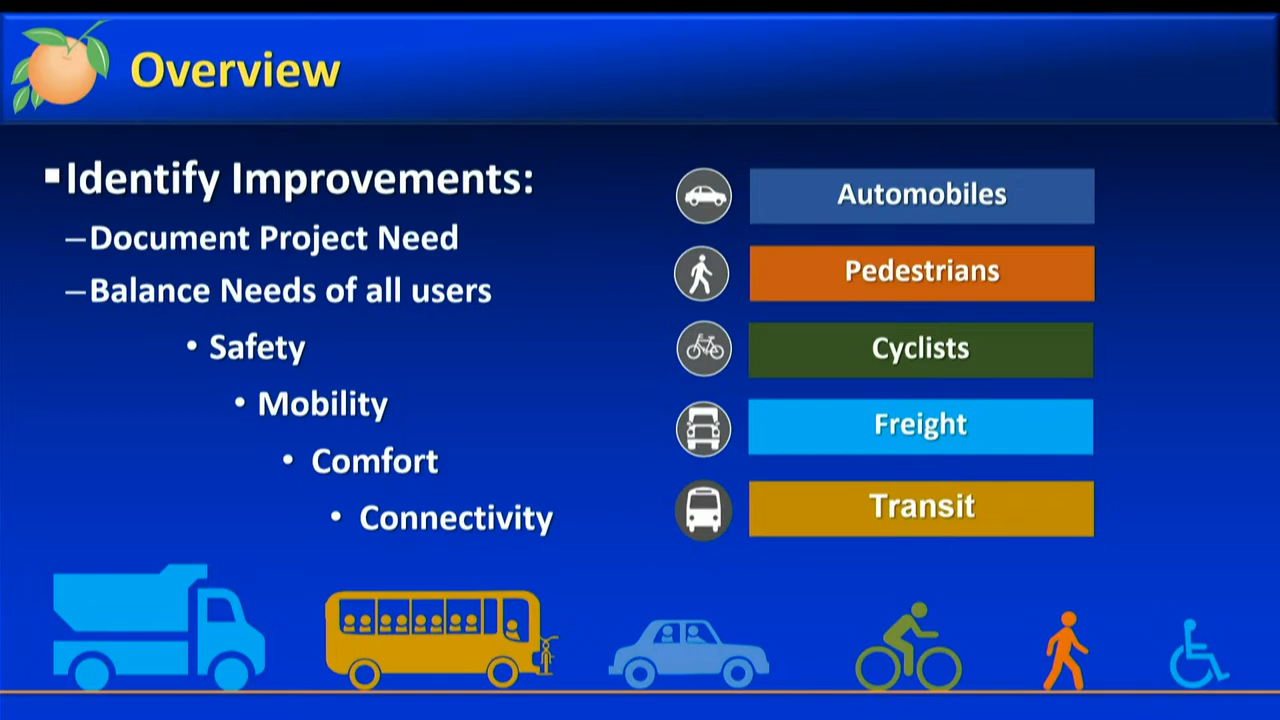 Overview
▪Identify Improvements:
–Document Project Need
–Balance Needs of all users
• Safety
• Mobility
• Comfort
• Connectivity
Automobiles
Pedestrians
Cyclists
Freight
Transit